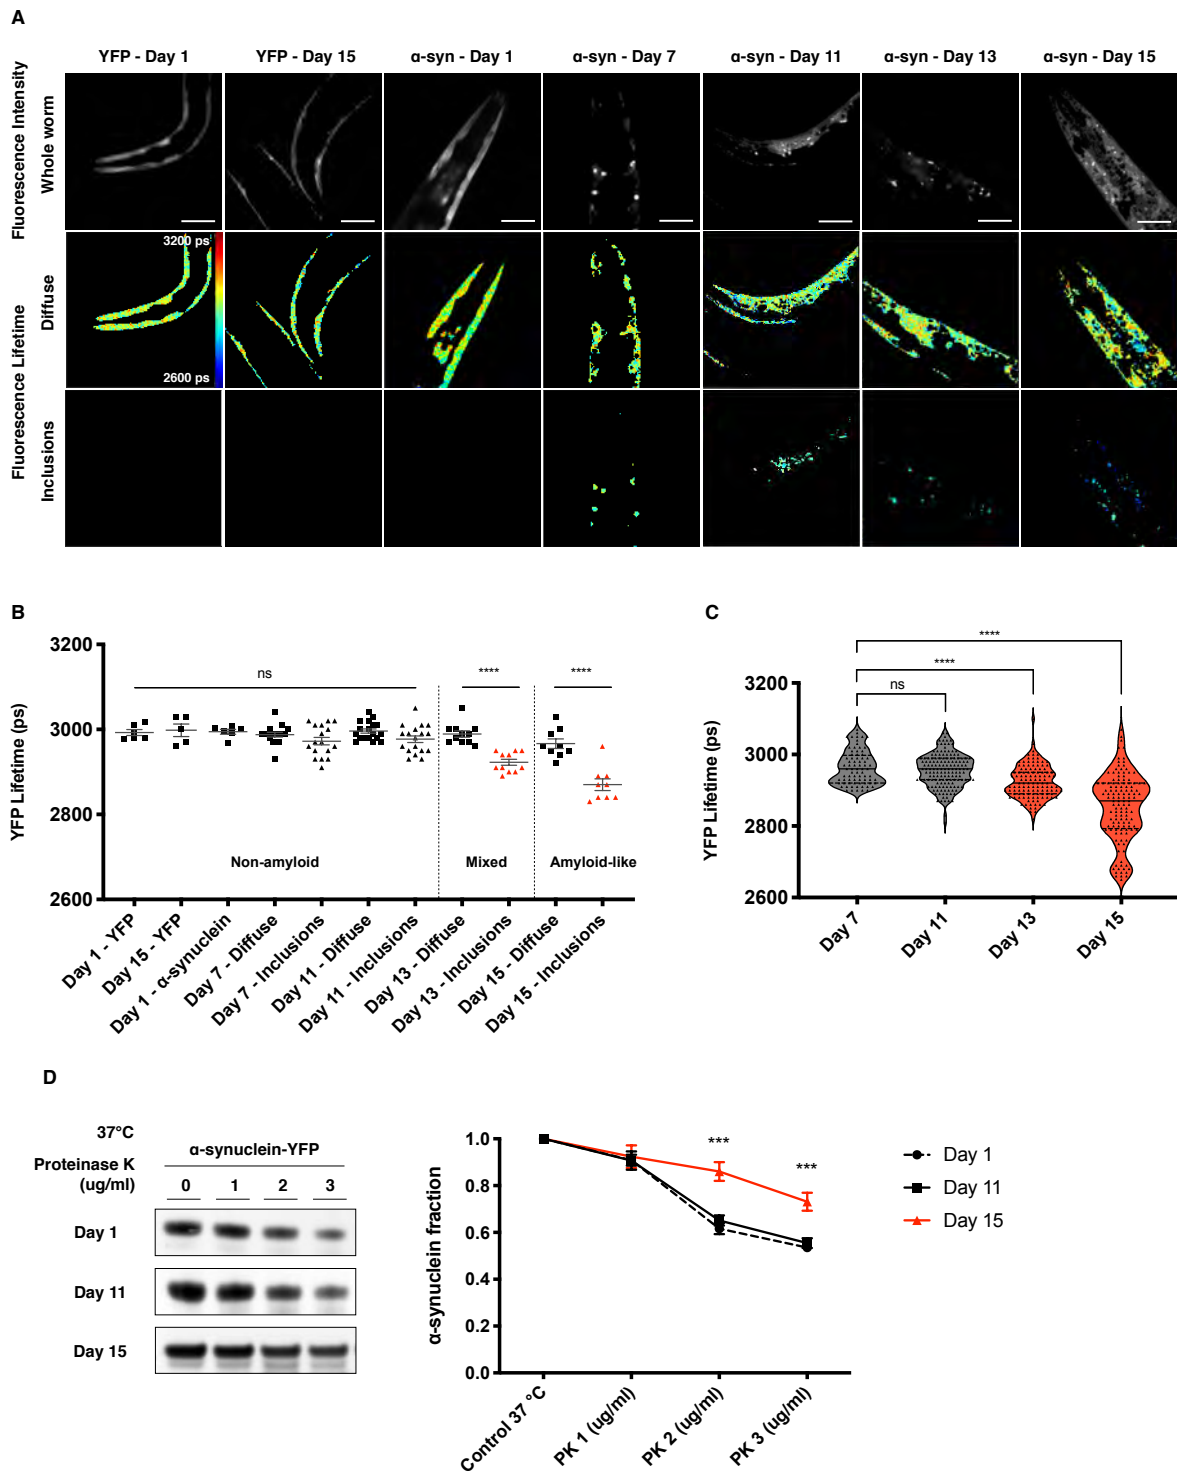 A
YFP - Day 1
YFP - Day 15
α-syn - Day 1
α-syn - Day 7
α-syn - Day 11
α-syn - Day 13
α-syn - Day 15
Fluorescence Intensity
Whole worm
Fluorescence Lifetime
Diffuse
Inclusions
3200 ps
2600 ps
B
YFP Lifetime (ps)
3200
3000
2800
2600
ns
****
****
Non-amyloid
Mixed
Amyloid-like
Day 1 - YFP
Day 15 - YFP
Day 1 - α-synuclein
Day 7 - Diffuse
Day 7 - Inclusions
Day 11 - Diffuse
Day 11 - Inclusions
Day 13 - Diffuse
Day 13 - Inclusions
Day 15 - Diffuse
Day 15 - Inclusions
C
YFP Lifetime (ps)
3200
3000
2800
2600
****
****
ns
Day 7
Day 11
Day 13
Day 15
D
37°C
Proteinase K
(ug/ml)
α-synuclein-YFP
0 1 2 3
Day 1
Day 11
Day 15
α-synuclein fraction
1.0
0.8
0.6
0.4
0.2
0.0
***
***
Control 37 °C
PK 1 (ug/ml)
PK 2 (ug/ml)
PK 3 (ug/ml)
Day 1
Day 11
Day 15